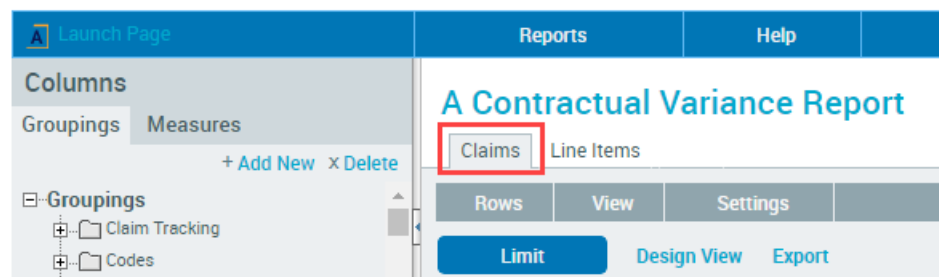 A Launch Page
Reports
Help
Columns
Groupings Measures
+ Add New x Delete
Groupings
Claim Tracking
Codes
A Contractual Variance Report
Claims Line Items
Rows View Settings
Limit Design View Export